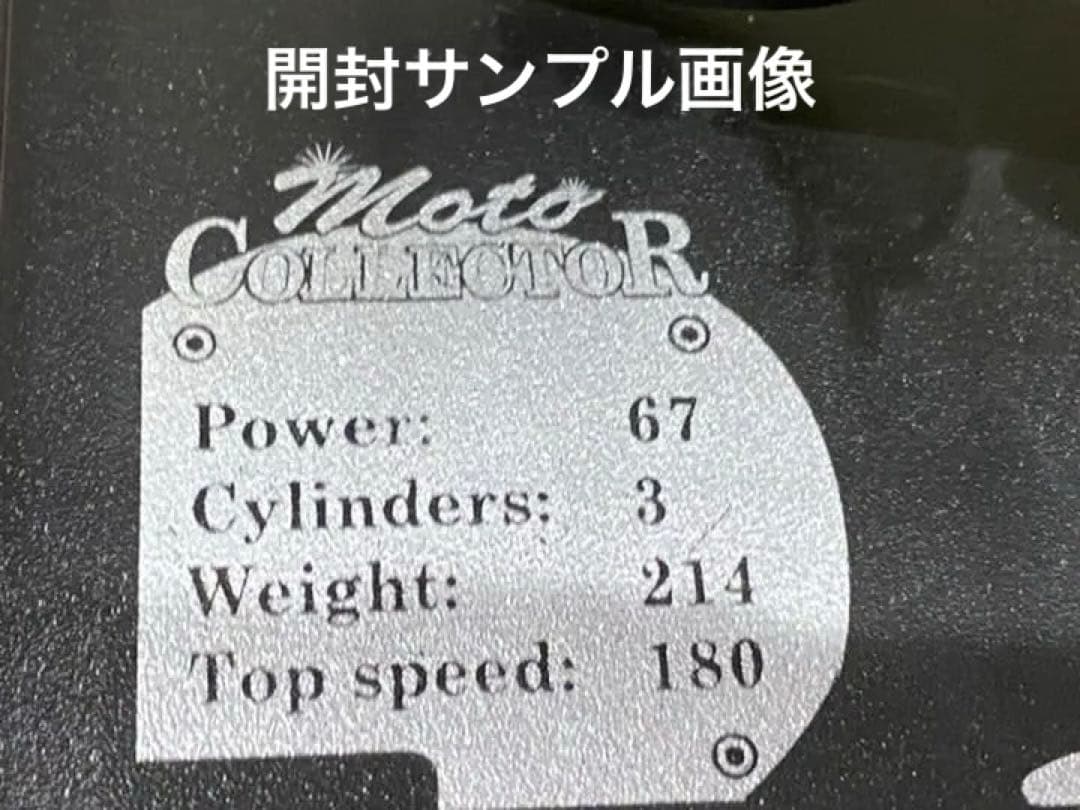 開封サンプル画像
Moto
COLLECTOR
Power: 67
Cylinders: 3
Weight: 214
Top speed: 180